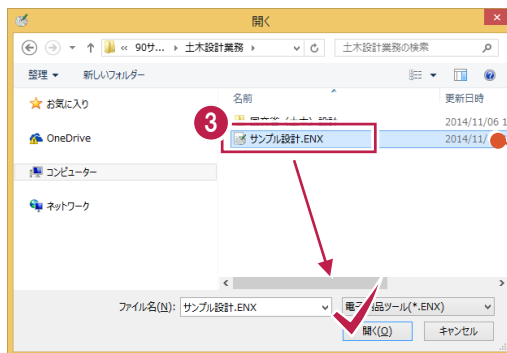 開く
« 90サ... ▸ 土木設計業務 ▸
土木設計業務の検索
整理 新しいフォルダー
お気に入り
OneDrive
コンピューター
ネットワーク
名前 更新日時
2014/11/06 1
3
サンプル設計.ENX 2014/11/
ファイル名(N): サンプル設計.ENX
電子 品ツール(*.ENX)
開く(O) キャンセル